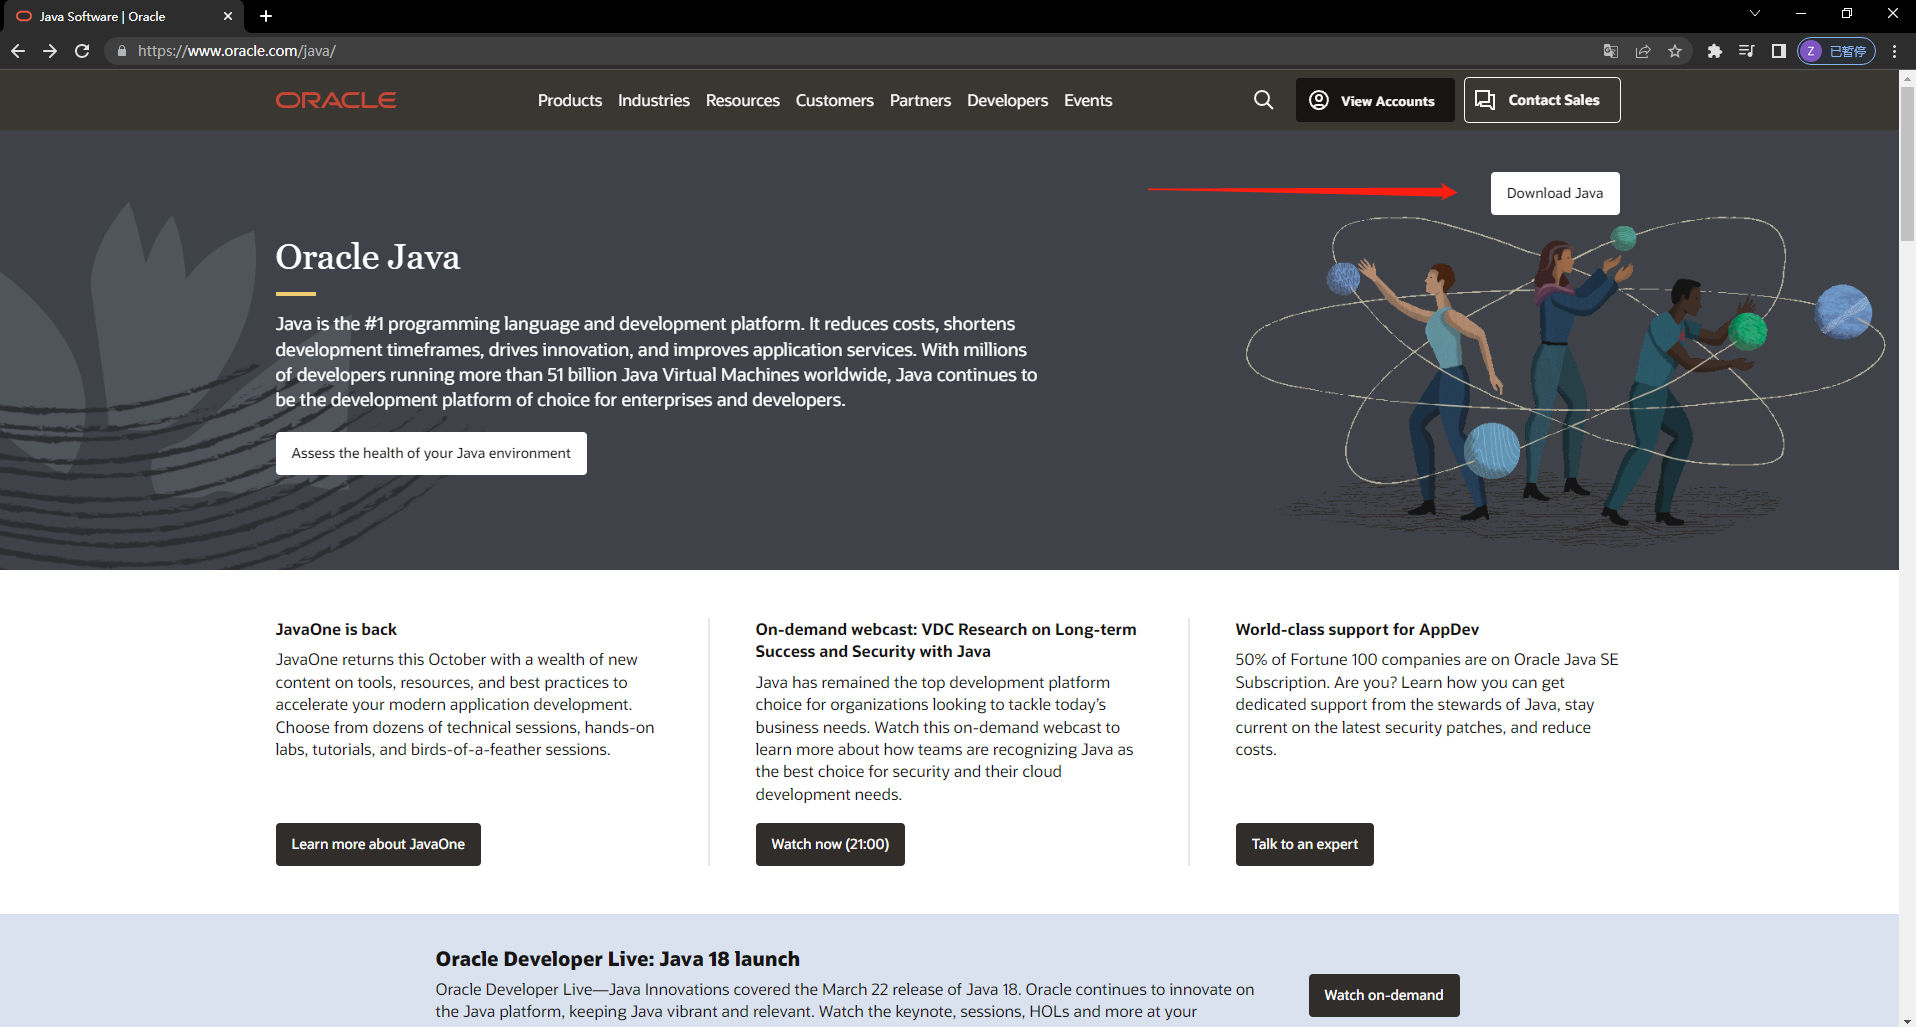 Java Software | Oracle
https://www.oracle.com/java/
Z 已暂停
ORACLE
Products Industries Resources Customers Partners Developers Events
View Accounts
Contact Sales
Download Java
Oracle Java
Java is the #1 programming language and development platform. It reduces costs, shortens
development timeframes, drives innovation, and improves application services. With millions
of developers running more than 51 billion Java Virtual Machines worldwide, Java continues to
be the development platform of choice for enterprises and developers.
Assess the health of your Java environment
JavaOne is back
JavaOne returns this October with a wealth of new
content on tools, resources, and best practices to
accelerate your modern application development.
Choose from dozens of technical sessions, hands-on
labs, tutorials, and birds-of-a-feather sessions.
Learn more about JavaOne
On-demand webcast: VDC Research on Long-term
Success and Security with Java
Java has remained the top development platform
choice for organizations looking to tackle today's
business needs. Watch this on-demand webcast to
learn more about how teams are recognizing Java as
the best choice for security and their cloud
development needs.
Watch now (21:00)
World-class support for AppDev
50% of Fortune 100 companies are on Oracle Java SE
Subscription. Are you? Learn how you can get
dedicated support from the stewards of Java, stay
current on the latest security patches, and reduce
costs.
Talk to an expert
Oracle Developer Live: Java 18 launch
Oracle Developer Live—Java Innovations covered the March 22 release of Java 18. Oracle continues to innovate on
the Java platform, keeping Java vibrant and relevant. Watch the keynote, sessions, HOLs and more at your
Watch on-demand